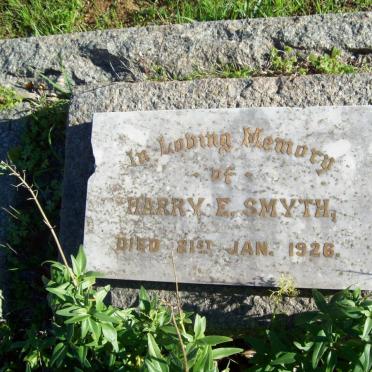 In Loving Memory
- of -
HARRY E. SMYTH,
DIED 21ST JAN. 1926.